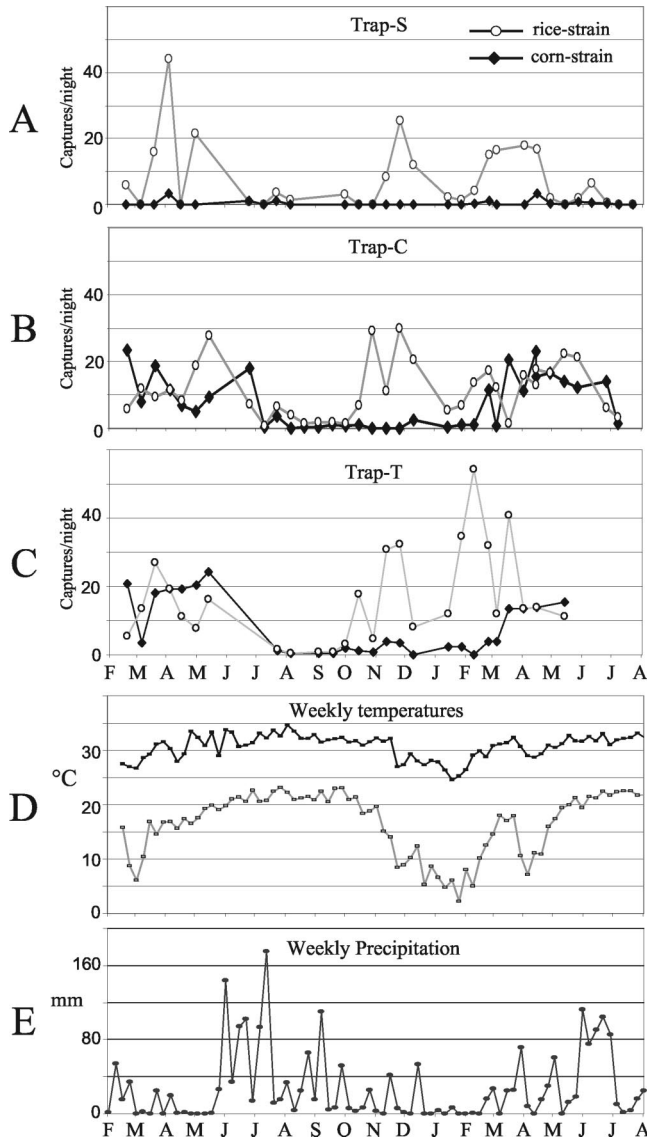 Trap-S
rice-strain
corn-strain
A
Captures/night
40
20
0
Trap-C
B
Captures/night
40
20
0
Trap-T
C
Captures/night
40
20
0
F M A M J J A S O N D J F M A M J J A
Weekly temperatures
D
°C
30
20
10
0
Weekly Precipitation
E
mm
160
80
0
F M A M J J A S O N D J F M A M J J A